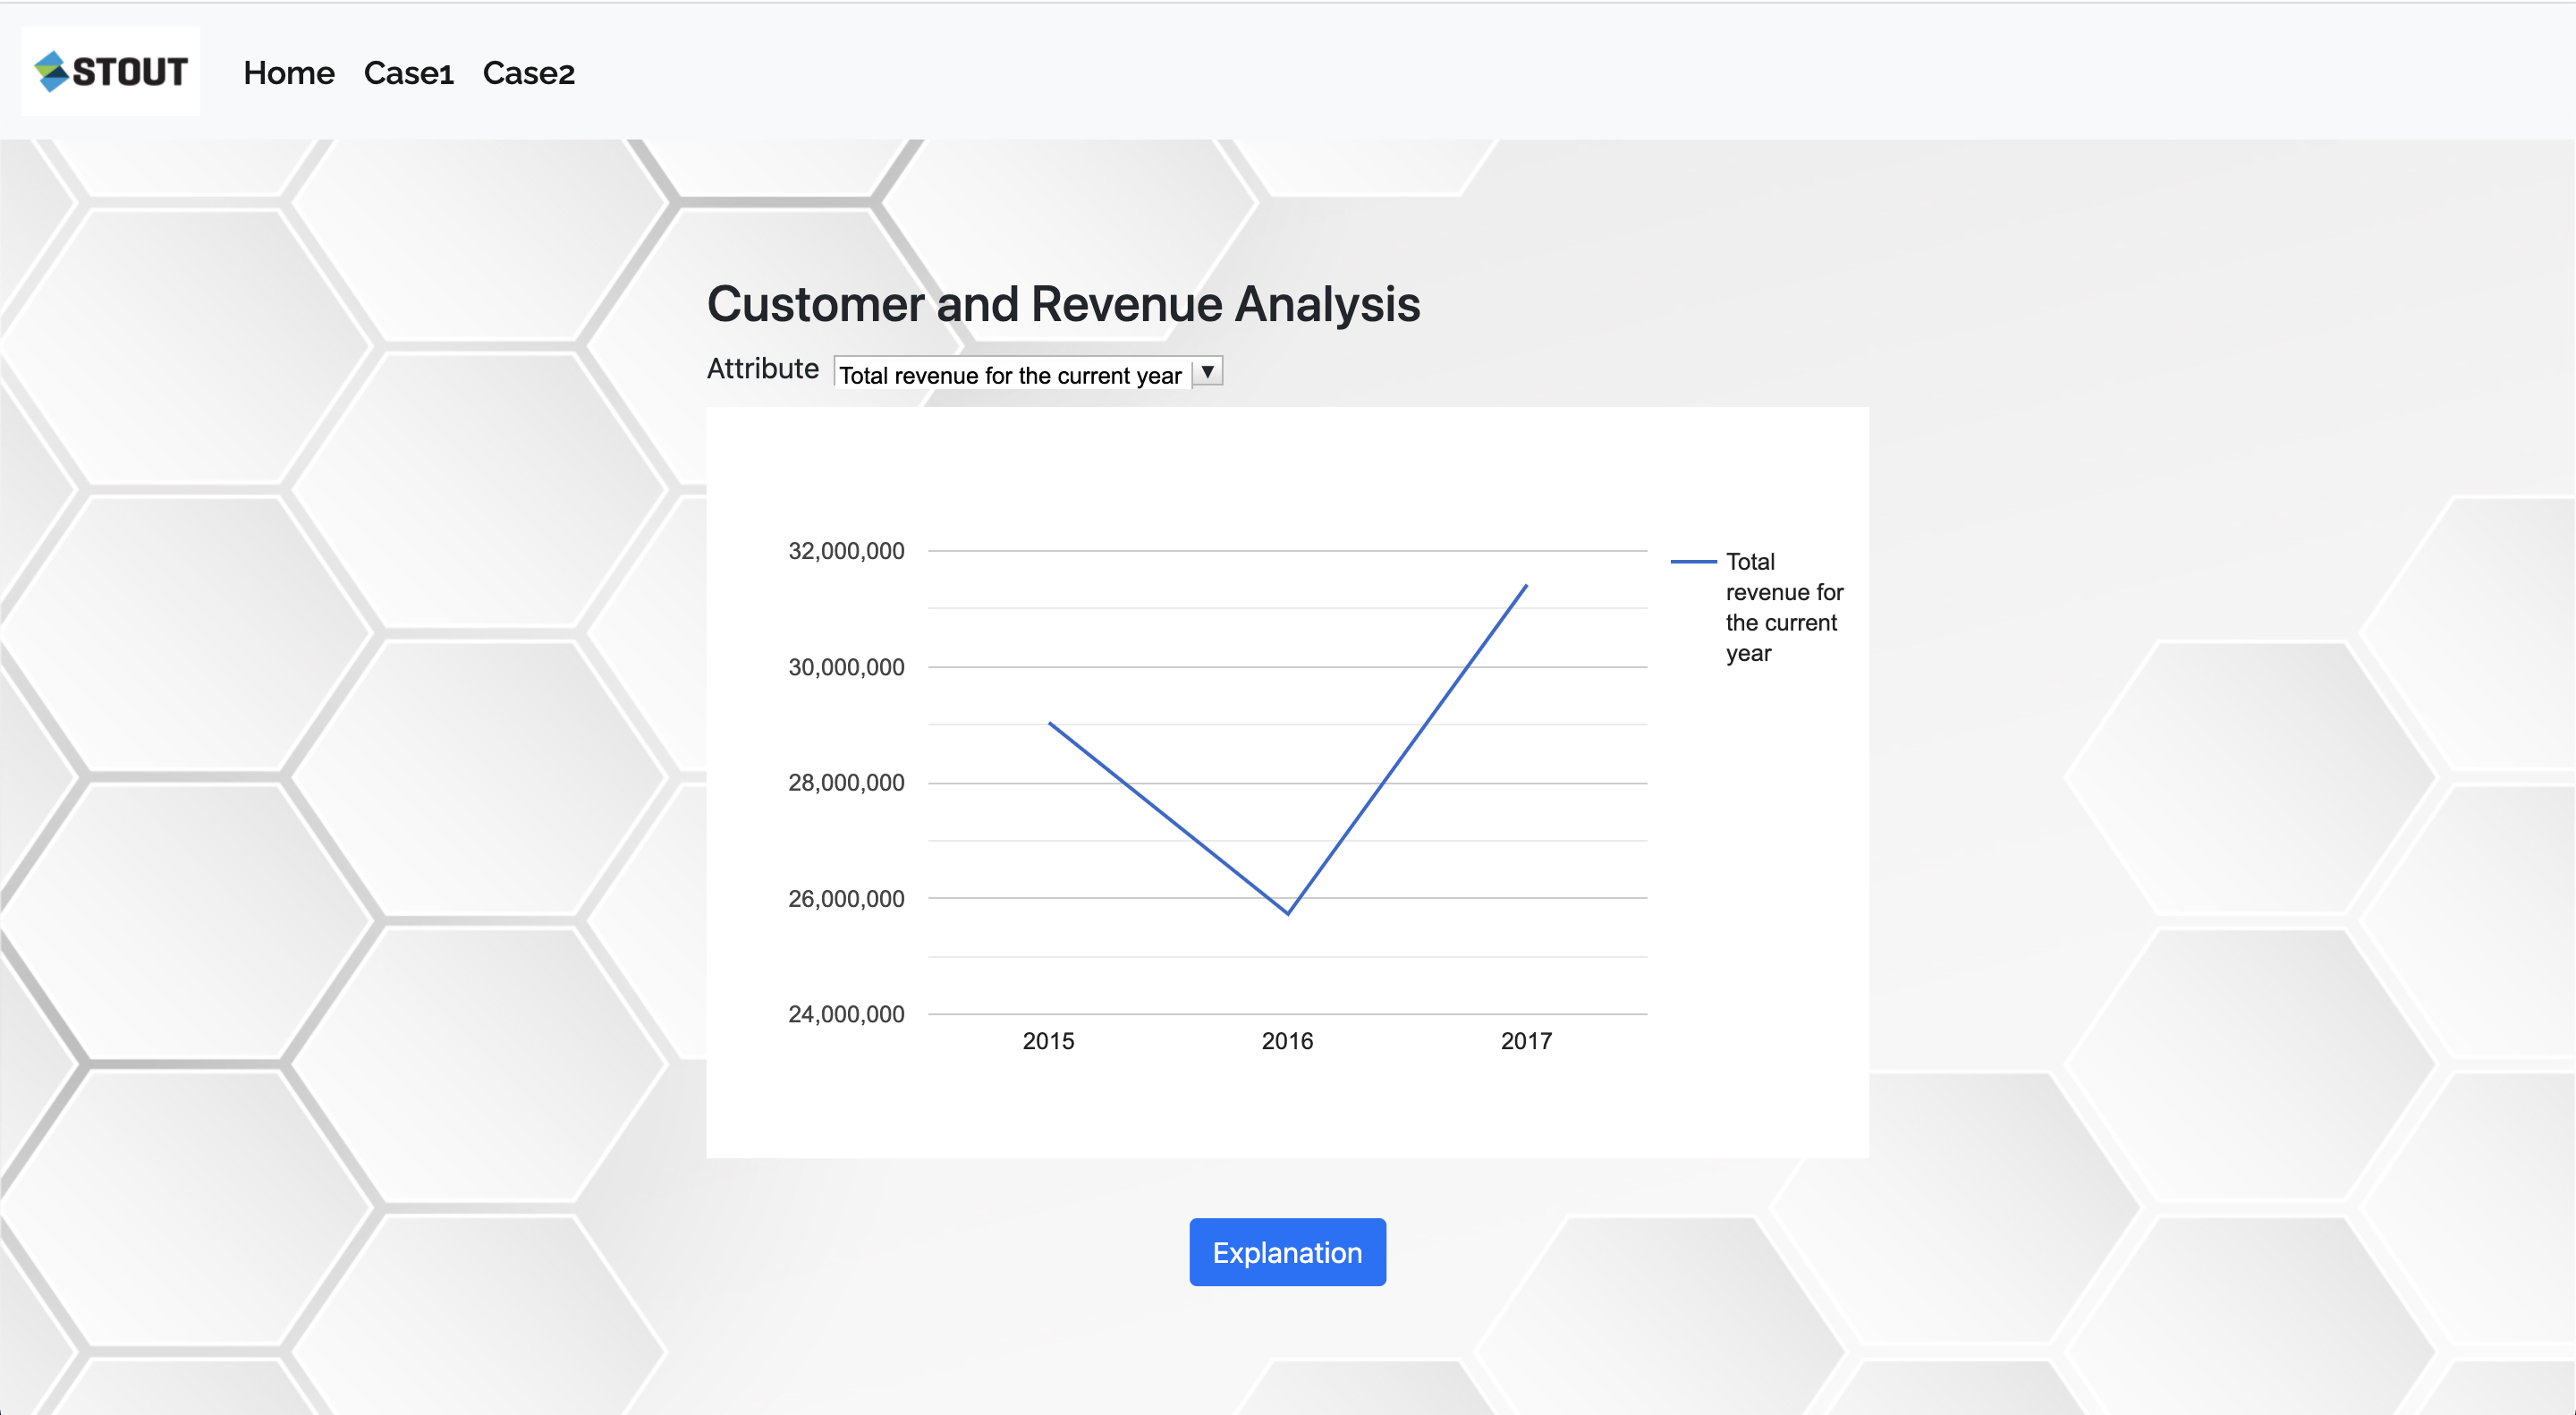 STOUT
Home Case1 Case2
Customer and Revenue Analysis
Attribute Total revenue for the current year ▼
32,000,000
30,000,000
28,000,000
26,000,000
24,000,000
2015 2016 2017
Total
revenue for
the current
year
Explanation